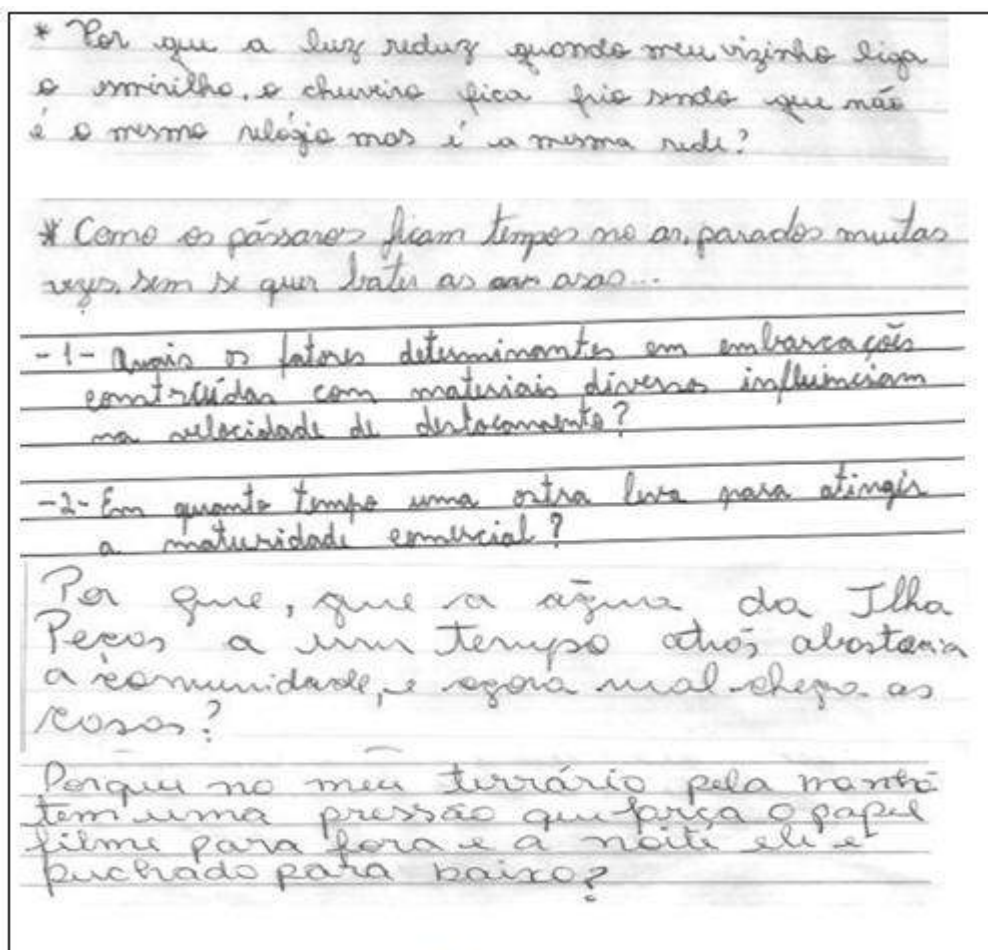 * Por que a luz reduz quando meu vizinho liga
o esmirilho, o chuveiro fica frio sendo que não
é o mesmo relógio mas é a mesma rede?
* Como os pássaros ficam tempos no ar, parados muitas
vezes, sem se quer bater as asas...
-1- Quais os fatores determinantes em embarcações
construídas com materiais diversos influenciam
na velocidade de deslocamento?
-2- Em quanto tempo uma ostra leva para atingir
a maturidade comercial?
Por que, que a água da Ilha
Peças a um tempo atrás abastecia
a comunidade, e agora mal chega as
casas?
Porque no meu terrário pela manhã
tem uma pressão que força o papel
filme para fora e a noite ele é
puchado para baixo?